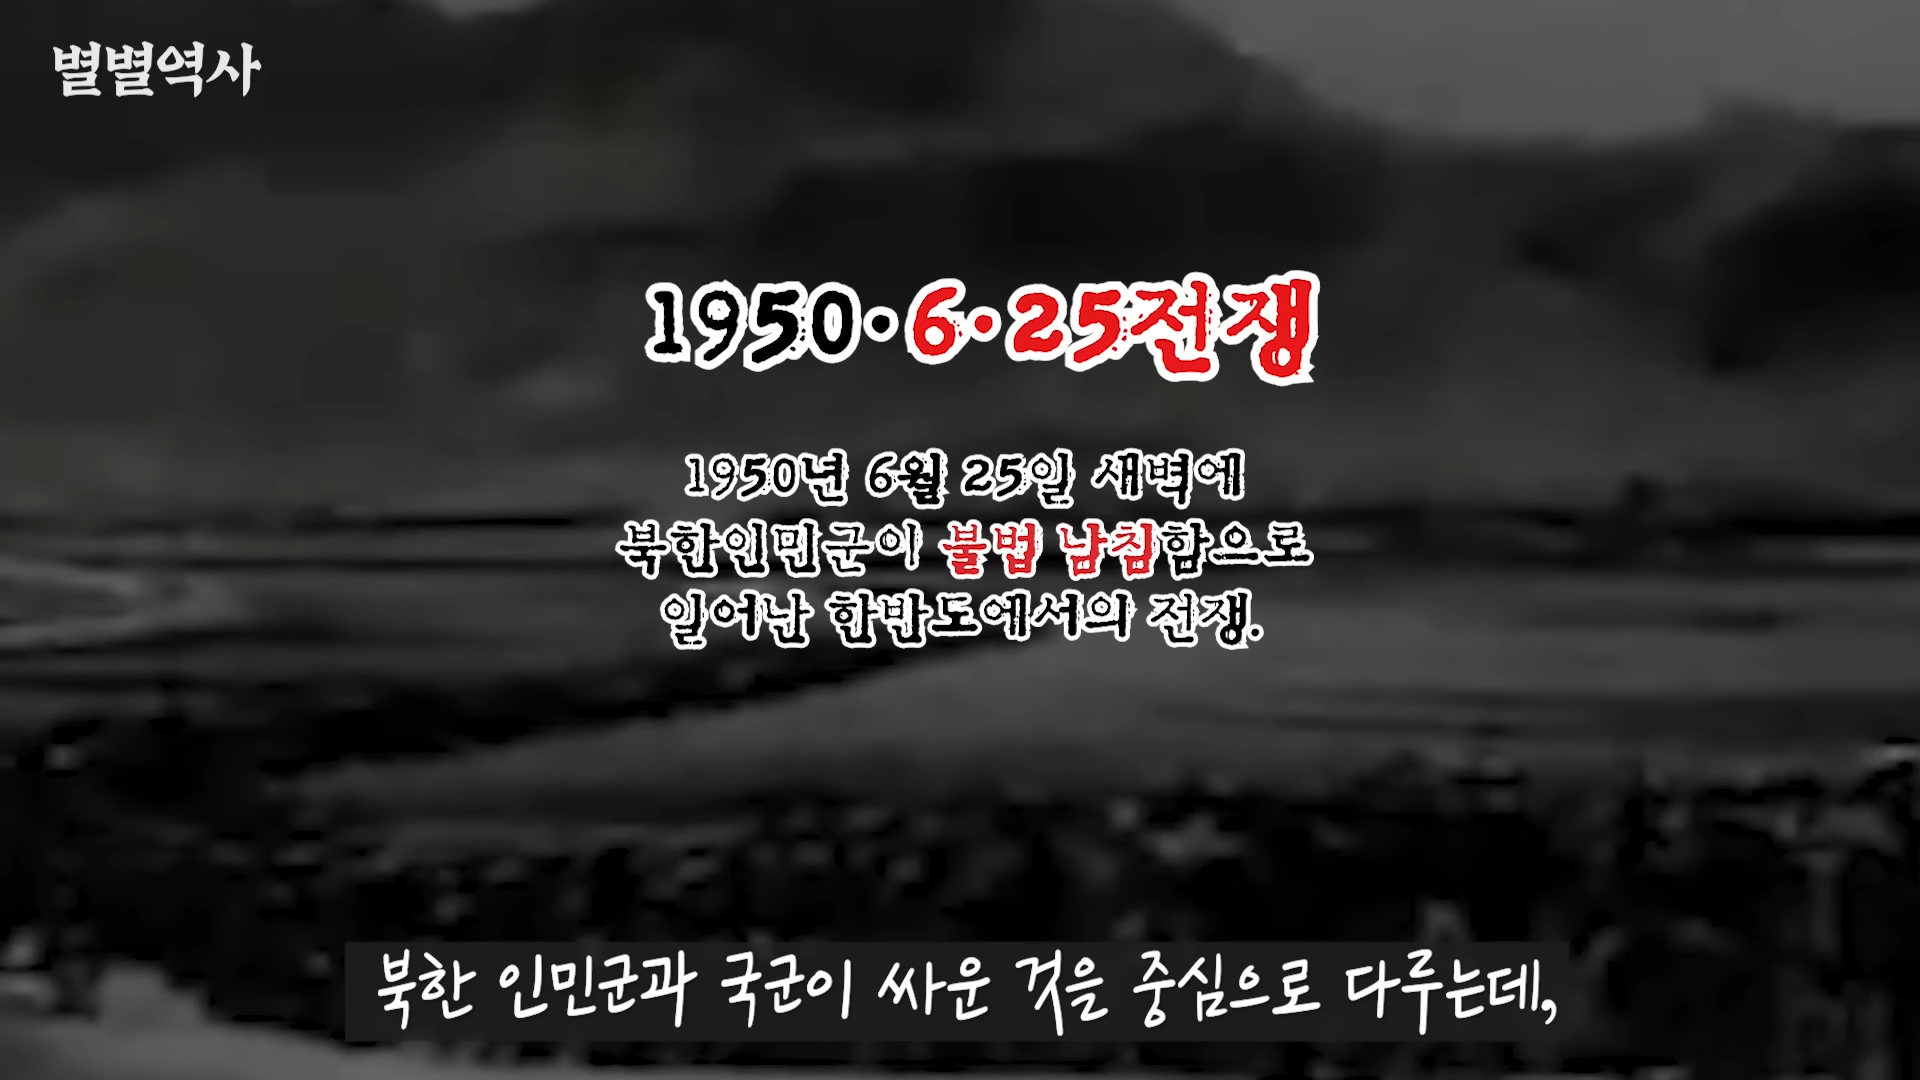 별별역사
1950·6·25전쟁
1950년 6월 25일 새벽에
북한인민군이 불법 남침함으로
일어난 한반도에서의 전쟁.
북한 인민군과 국군이 싸운 것을 중심으로 다루는데,